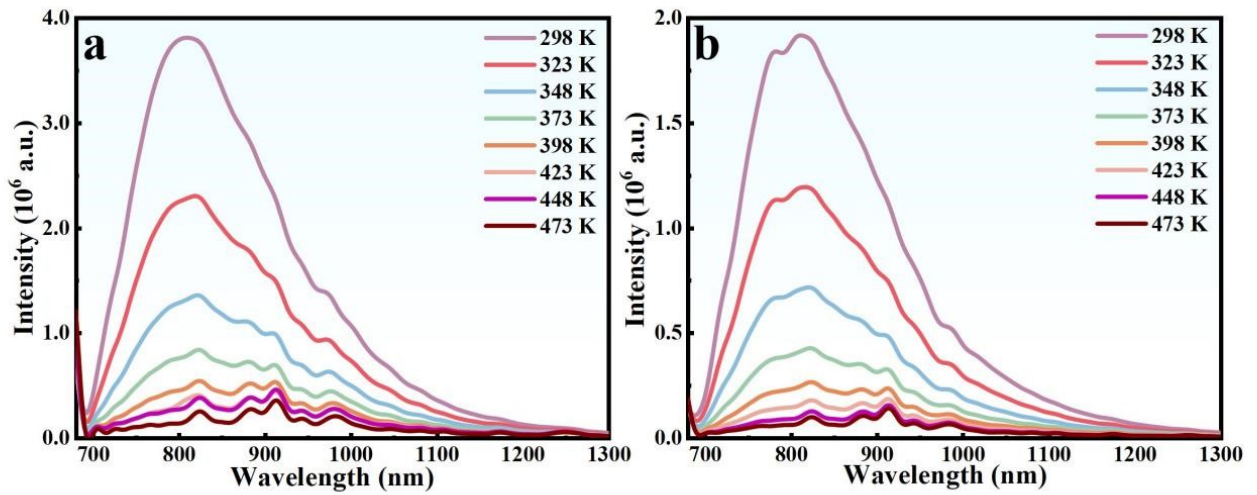 a
4.0
3.0
2.0
1.0
0.0
Intensity (10⁶ a.u.)
298 K
323 K
348 K
373 K
398 K
423 K
448 K
473 K
700 800 900 1000 1100 1200 1300
Wavelength (nm)
b
2.0
1.5
1.0
0.5
0.0
Intensity (10⁶ a.u.)
298 K
323 K
348 K
373 K
398 K
423 K
448 K
473 K
700 800 900 1000 1100 1200 1300
Wavelength (nm)